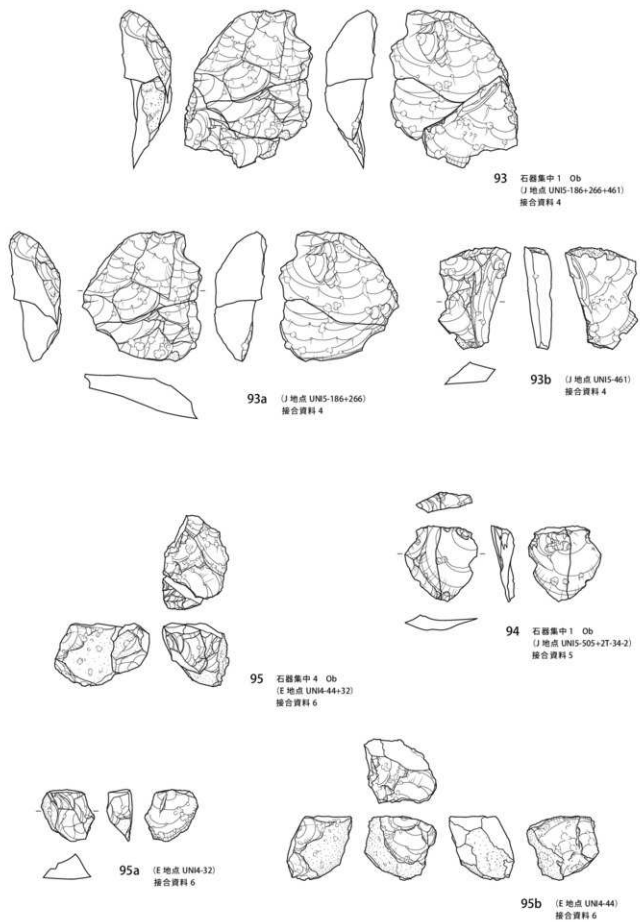 93 石器集中 1 Ob
(J 地点 UNI5-186+266+461)
接合資料 4
93a (J 地点 UNI5-186+266)
接合資料 4
93b (J 地点 UNI5-461)
接合資料 4
94 石器集中 1 Ob
(J 地点 UNI5-505+2T-34-2)
接合資料 5
95 石器集中 4 Ob
(E 地点 UNI4-44+32)
接合資料 6
95a (E 地点 UNI4-32)
接合資料 6
95b (E 地点 UNI4-44)
接合資料 6